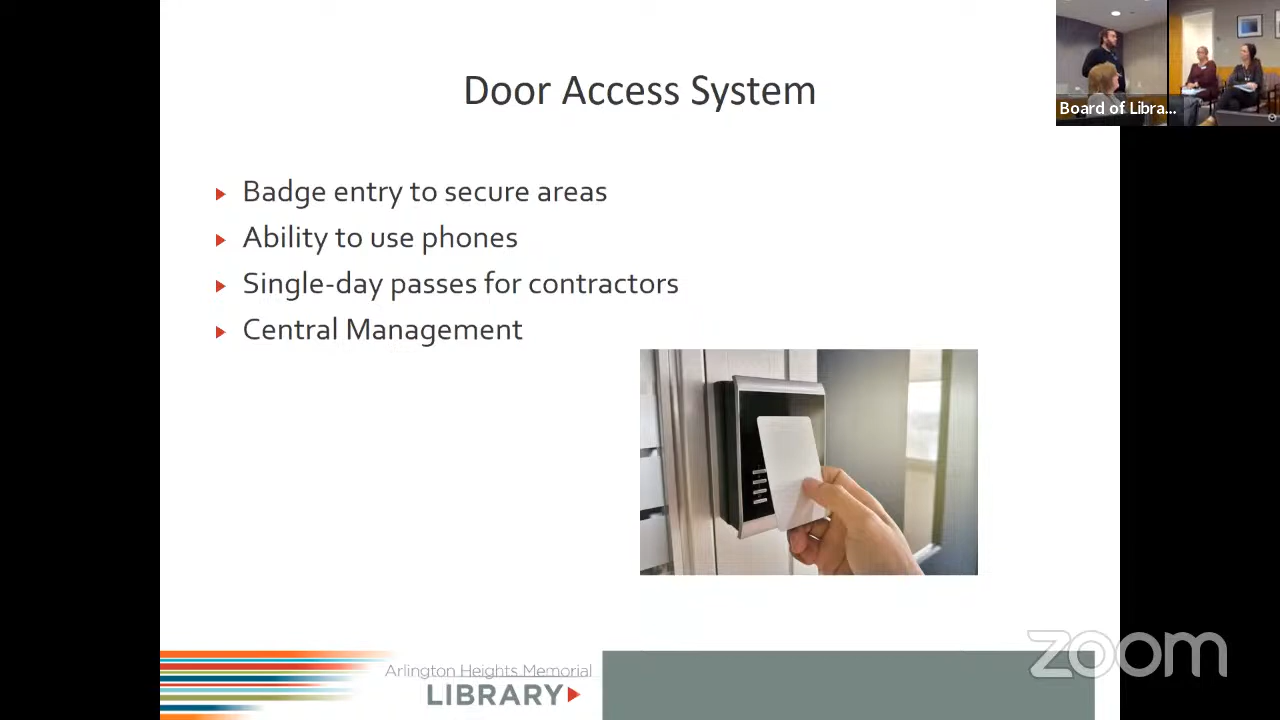 Door Access System
Board of Libra...
Badge entry to secure areas
Ability to use phones
Single-day passes for contractors
Central Management
Arlington Heights Memorial
LIBRARY
zoom